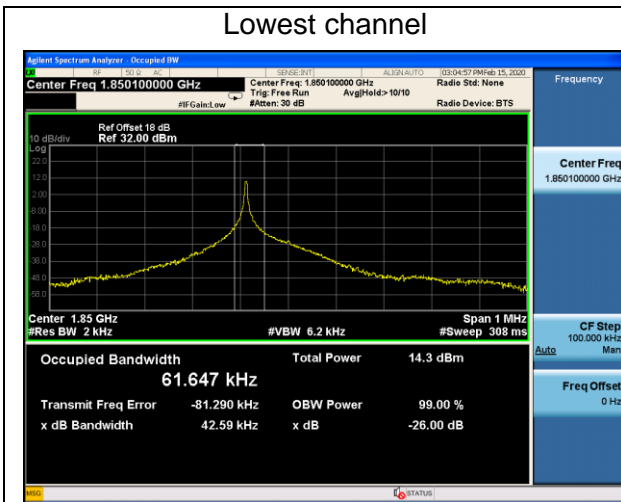 Lowest channel
Agilent Spectrum Analyzer - Occupied BW
RF 50 Ω AC SENSE:INT ALIGN AUTO 03:04:57 PM Feb 15, 2020
Center Freq 1.850100000 GHz
Center Freq: 1.850100000 GHz
Radio Std: None
Trig: Free Run Avg|Hold:> 10/10
#IFGain:Low #Atten: 30 dB Radio Device: BTS
Ref Offset 18 dB
10 dB/div Ref 32.00 dBm
Log
22.0
12.0
2.00
-8.00
-18.0
-28.0
-38.0
-48.0
-58.0
Center 1.85 GHz Span 1 MHz
#Res BW 2 kHz #VBW 6.2 kHz #Sweep 308 ms
Occupied Bandwidth Total Power 14.3 dBm
61.647 kHz
Transmit Freq Error -81.290 kHz OBW Power 99.00 %
x dB Bandwidth 42.59 kHz x dB -26.00 dB
MSG STATUS
Frequency
Center Freq
1.850100000 GHz
CF Step
100.000 kHz
Auto Man
Freq Offset
0 Hz